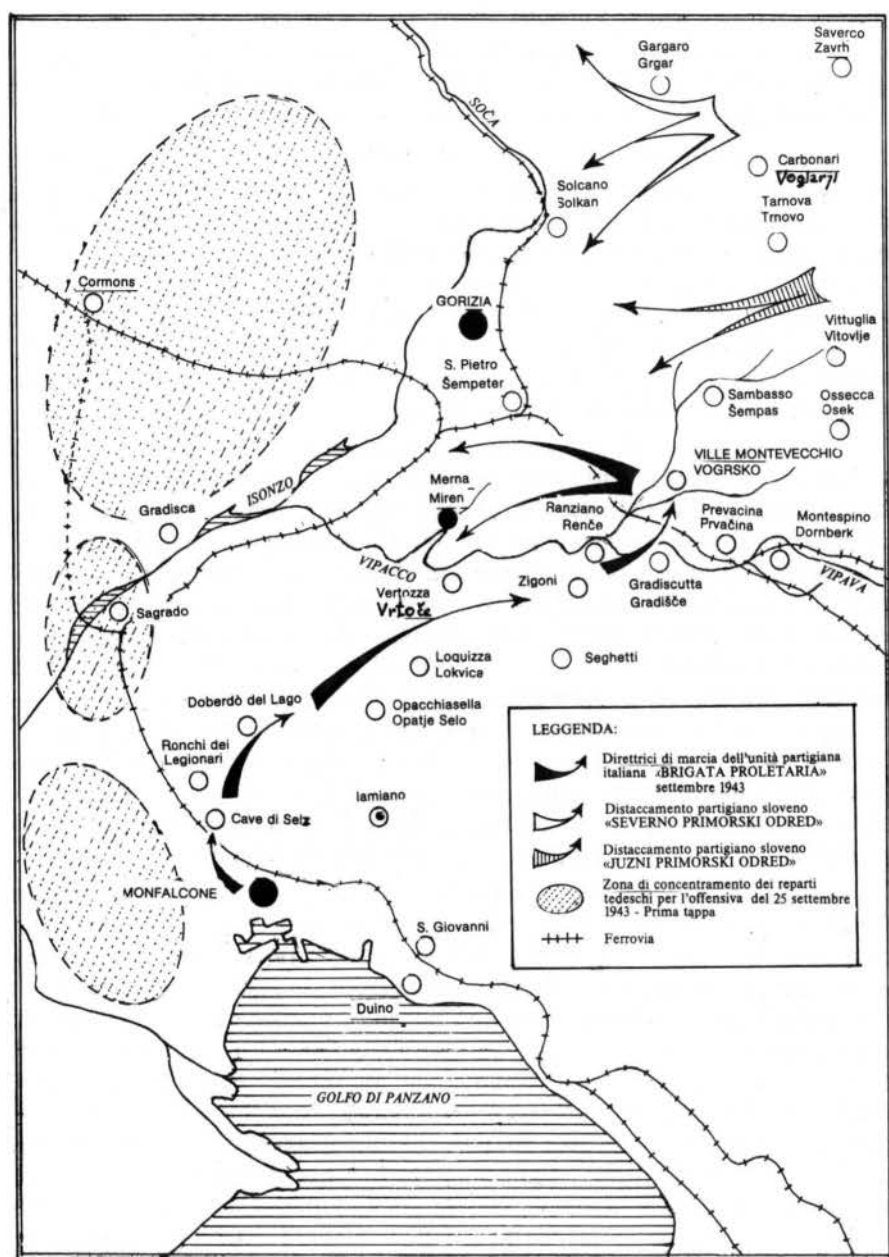 Saverco
Zavrh
Gargaro
Grgar
SOČA
Carbonari
Voglarji
Solcano
Solkan
Tarnova
Trnovo
Cormons
GORIZIA
Vittuglia
Vitovlje
S. Pietro
Šempeter
Sambasso
Šempas
Ossecca
Osek
VILLE MONTEVECCHIO
VOGRSKO
ISONZO
Merna
Miren
Gradisca
Ranziano
Renče
Prevacina
Prvačina
Montespino
Dornberk
VIPACCO
Zigoni
Gradiscutta
Gradišče
VIPAVA
Vertozza
Vrtoče
Sagrado
Loquizza
Lokvica
Seghetti
Doberdò del Lago
Opacchiasella
Opatje Selo
Ronchi dei
Legionari
Iamiano
Cave di Selz
MONFALCONE
S. Giovanni
Duino
GOLFO DI PANZANO
LEGGENDA:
Direttrici di marcia dell'unità partigiana
italiana «BRIGATA PROLETARIA»
settembre 1943
Distaccamento partigiano sloveno
«SEVERNO PRIMORSKI ODRED»
Distaccamento partigiano sloveno
«JUZNI PRIMORSKI ODRED»
Zona di concentramento dei reparti
tedeschi per l'offensiva del 25 settembre
1943 - Prima tappa
Ferrovia